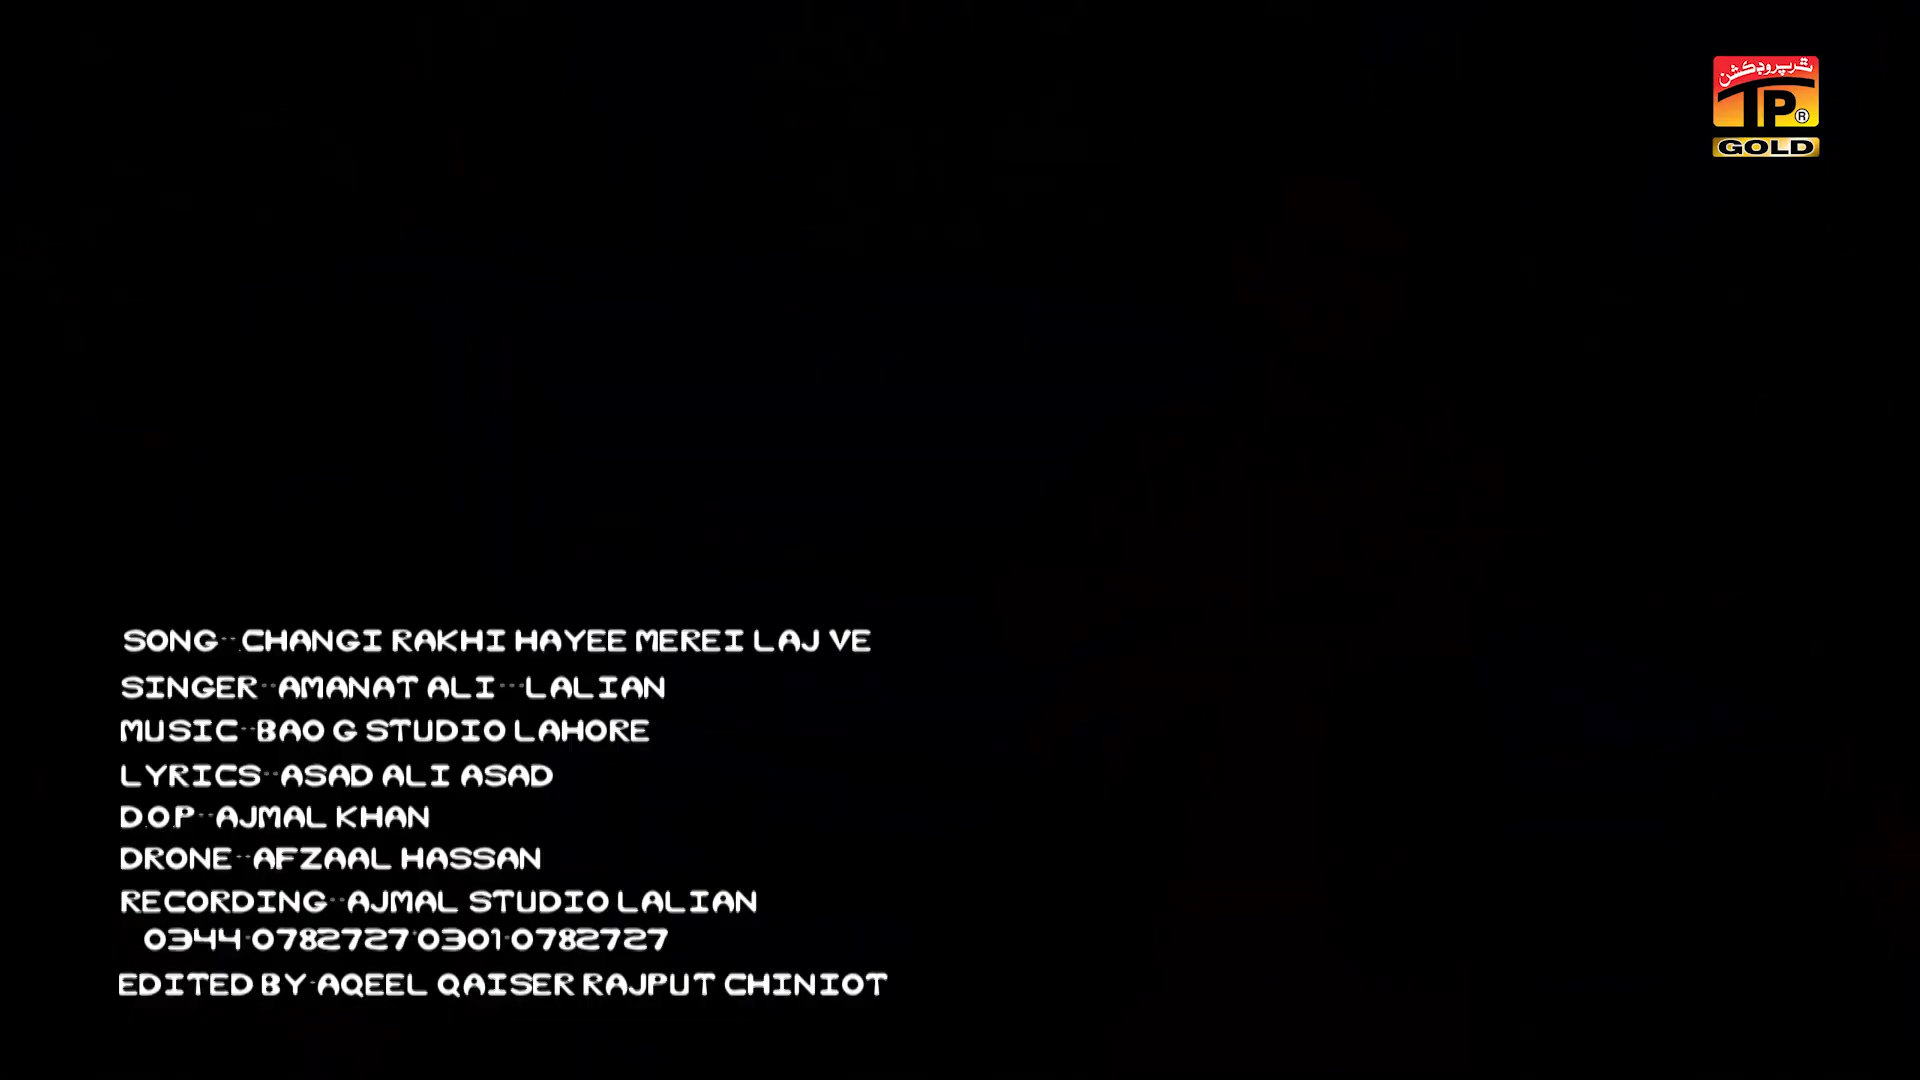 تھرپروڈکشن
TP®
GOLD
SONG--CHANGI RAKHI HAYEE MEREI LAJ VE
SINGER--AMANAT ALI---LALIAN
MUSIC--BAO G STUDIO LAHORE
LYRICS--ASAD ALI ASAD
D.O.P--AJMAL KHAN
DRONE--AFZAAL HASSAN
RECORDING--AJMAL STUDIO LALIAN
0344-0782727-0301-0782727
EDITED BY-AQEEL QAISER RAJPUT CHINIOT